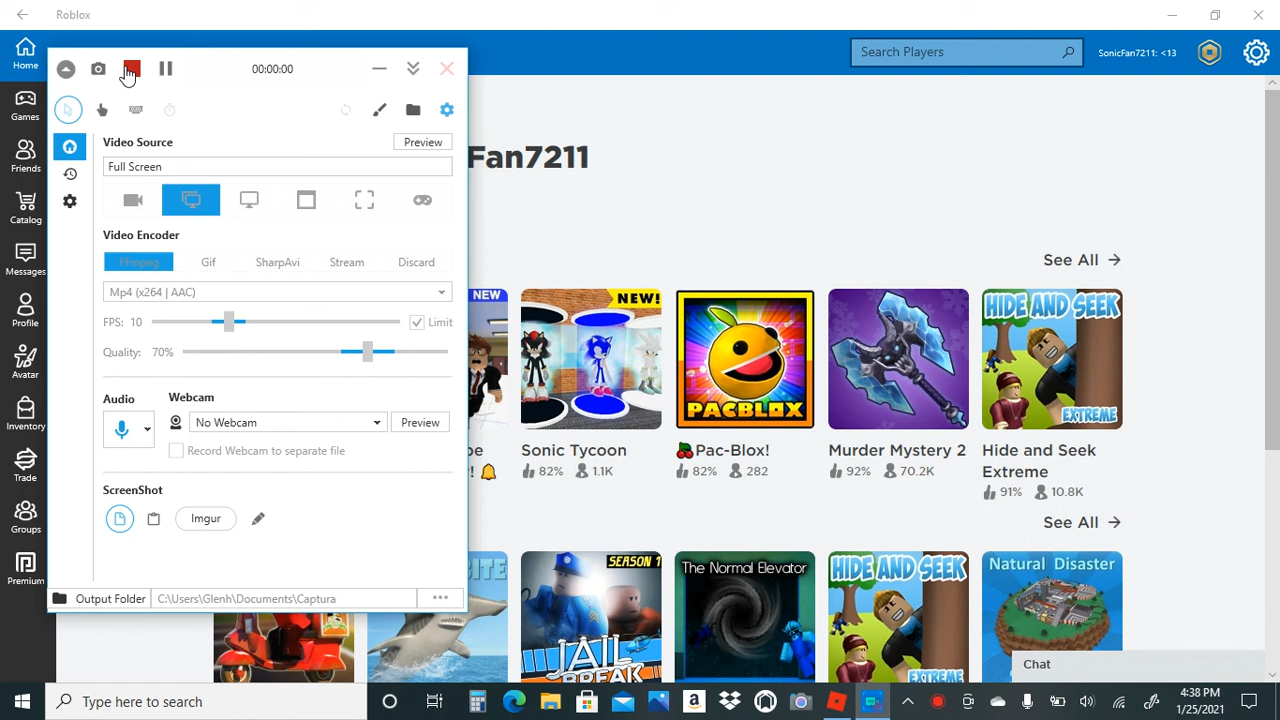 Roblox
Home
Search Players
SonicFan7211: <13
00:00:00
Games
Friends
Catalog
Messages
Profile
Avatar
Inventory
Trade
Groups
Premium
Video Source
Preview
Full Screen
Video Encoder
FFmpeg Gif SharpAvi Stream Discard
Mp4 (x264 | AAC)
FPS: 10
Limit
Quality: 70%
Audio
Webcam
No Webcam
Preview
Record Webcam to separate file
ScreenShot
Imgur
Output Folder
C:\Users\Glenh\Documents\Captura
Fan7211
See All
NEW
NEW!
PACBLOX
HIDE AND SEEK
EXTREME
Sonic Tycoon
82% 1.1K
Pac-Blox!
82% 282
Murder Mystery 2
92% 70.2K
Hide and Seek
Extreme
91% 10.8K
See All
SEASON 1
JAIL
BREAK
The Normal Elevator
HIDE AND SEEK
EXTREME
Natural Disaster
Chat
Type here to search
4:38 PM
1/25/2021